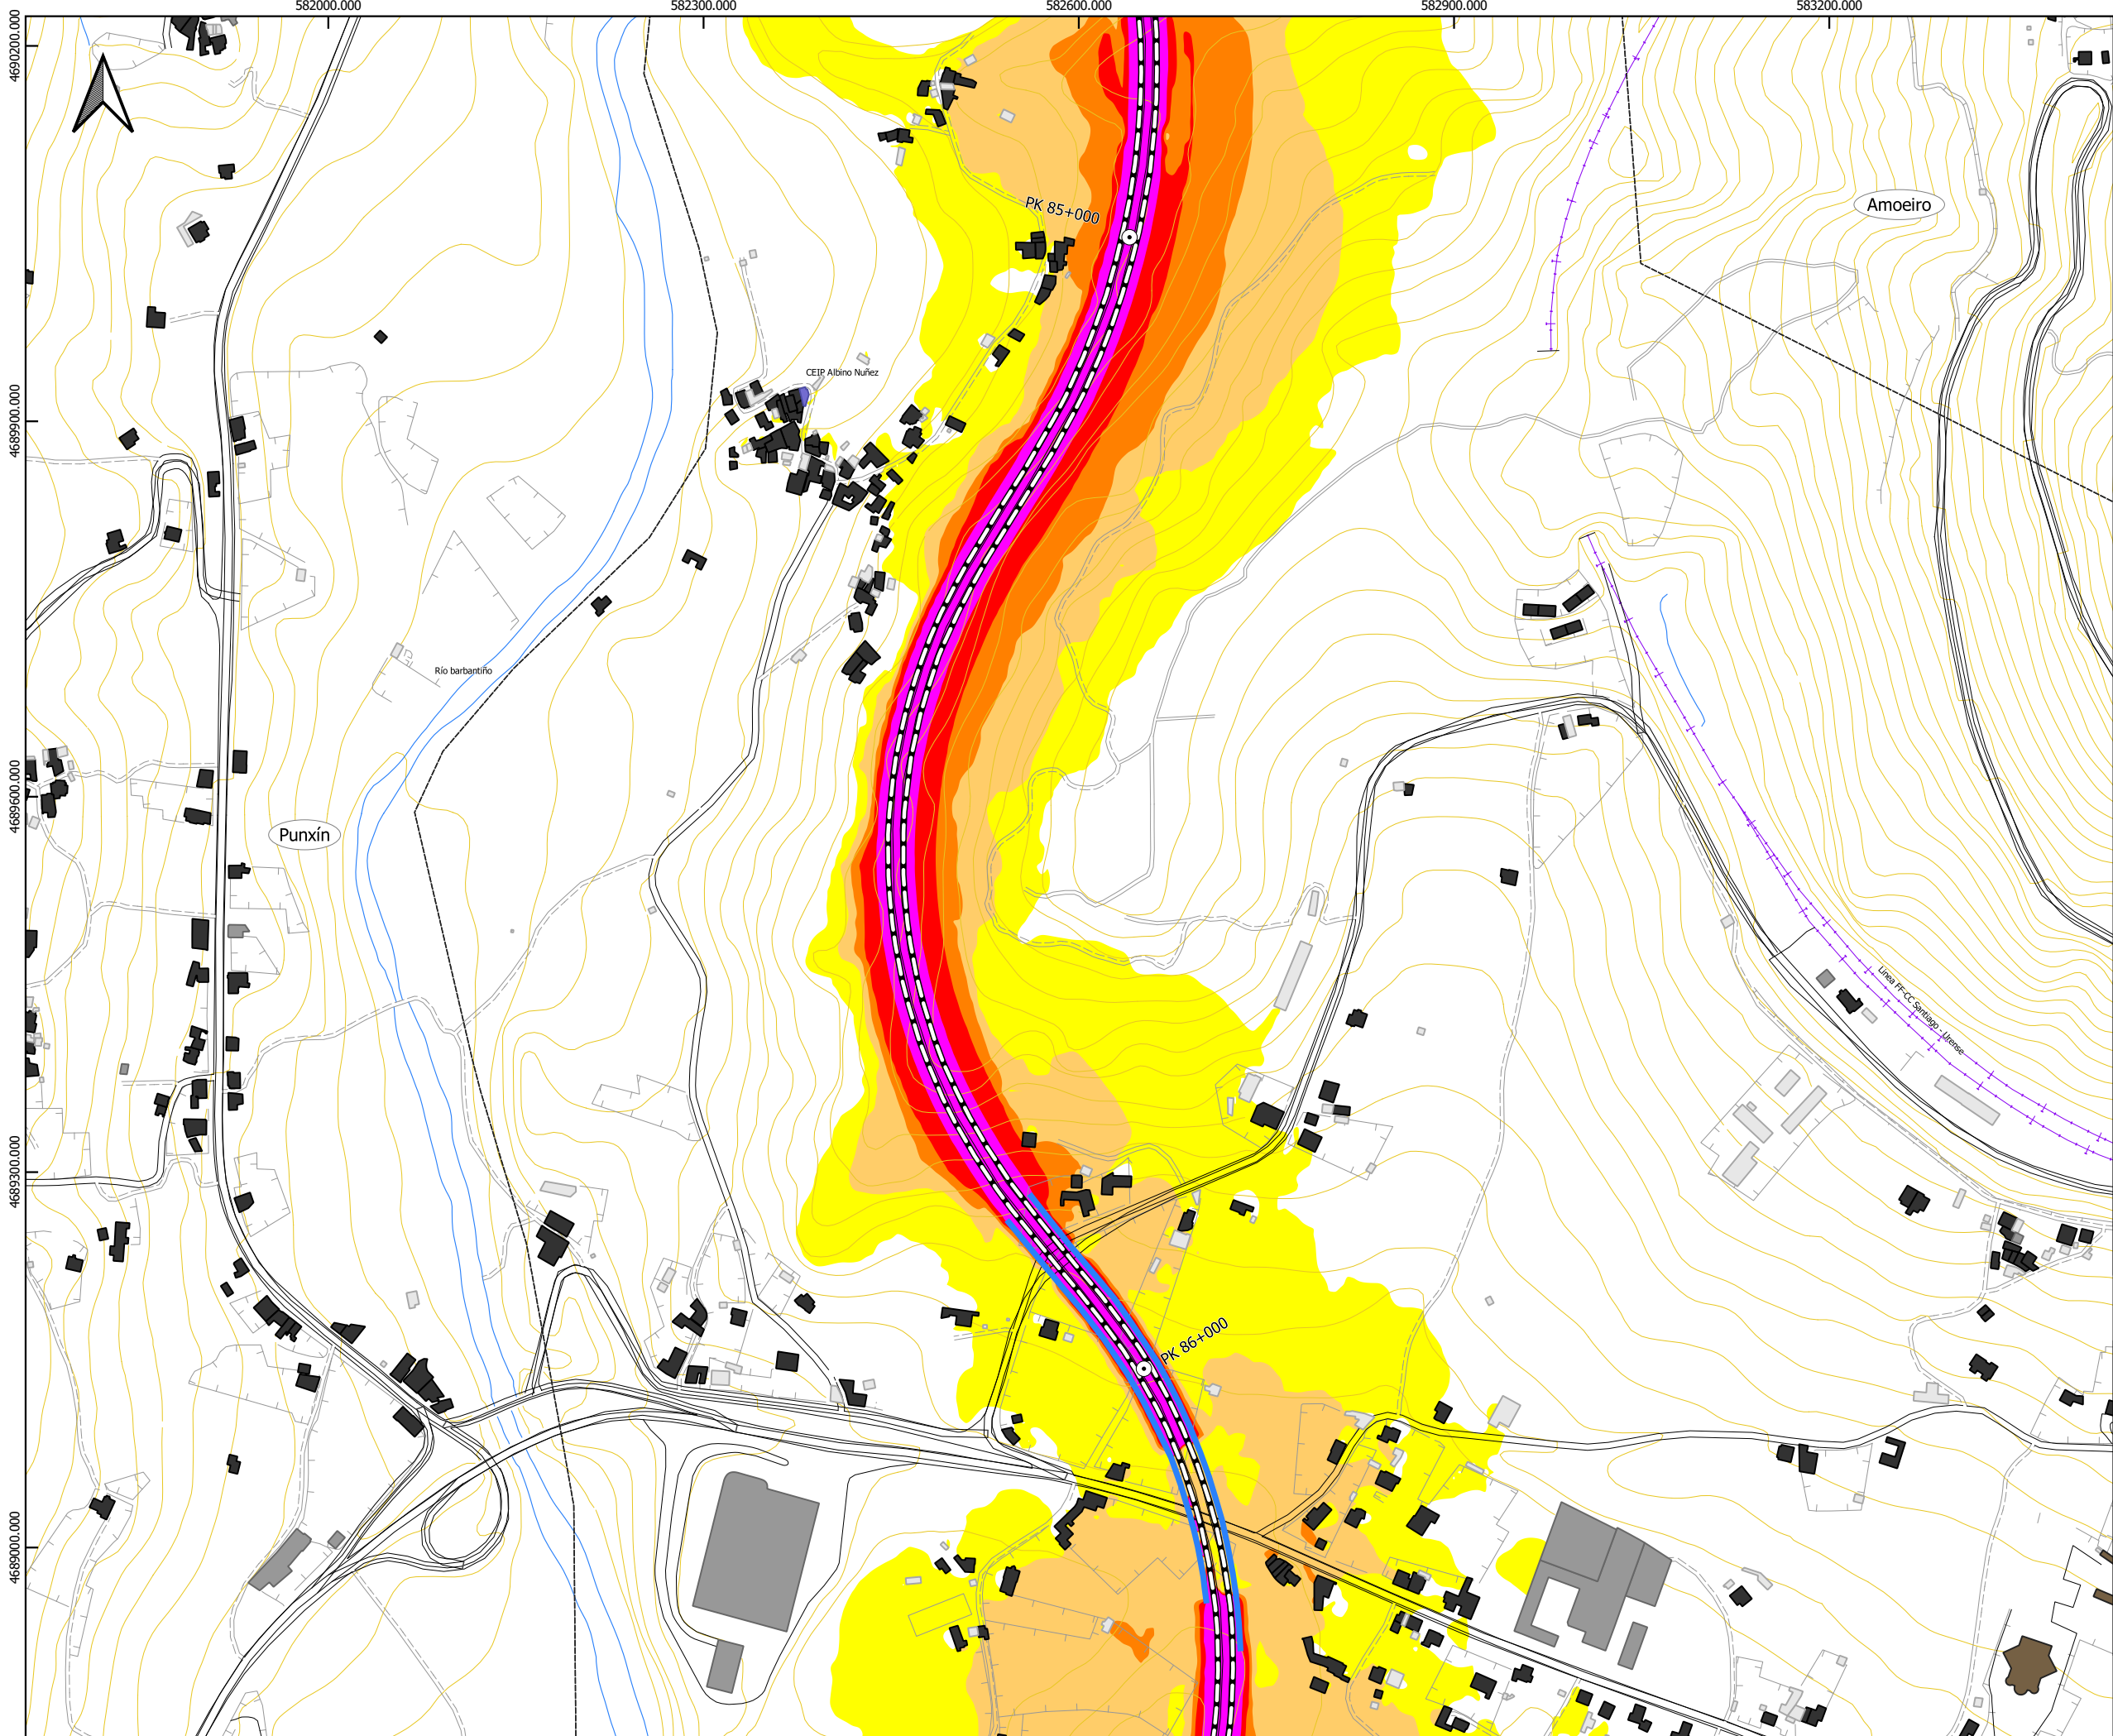 582000.000
582300.000
582600.000
582900.000
583200.000
4690200.000
Amoeiro
PK 85+000
CEIP Albino Nuñez
4689900.000
Río barbantiño
4689600.000
Punxín
Linea FF-CC Santiago - Urense
4689300.000
PK 86+000
4689000.000